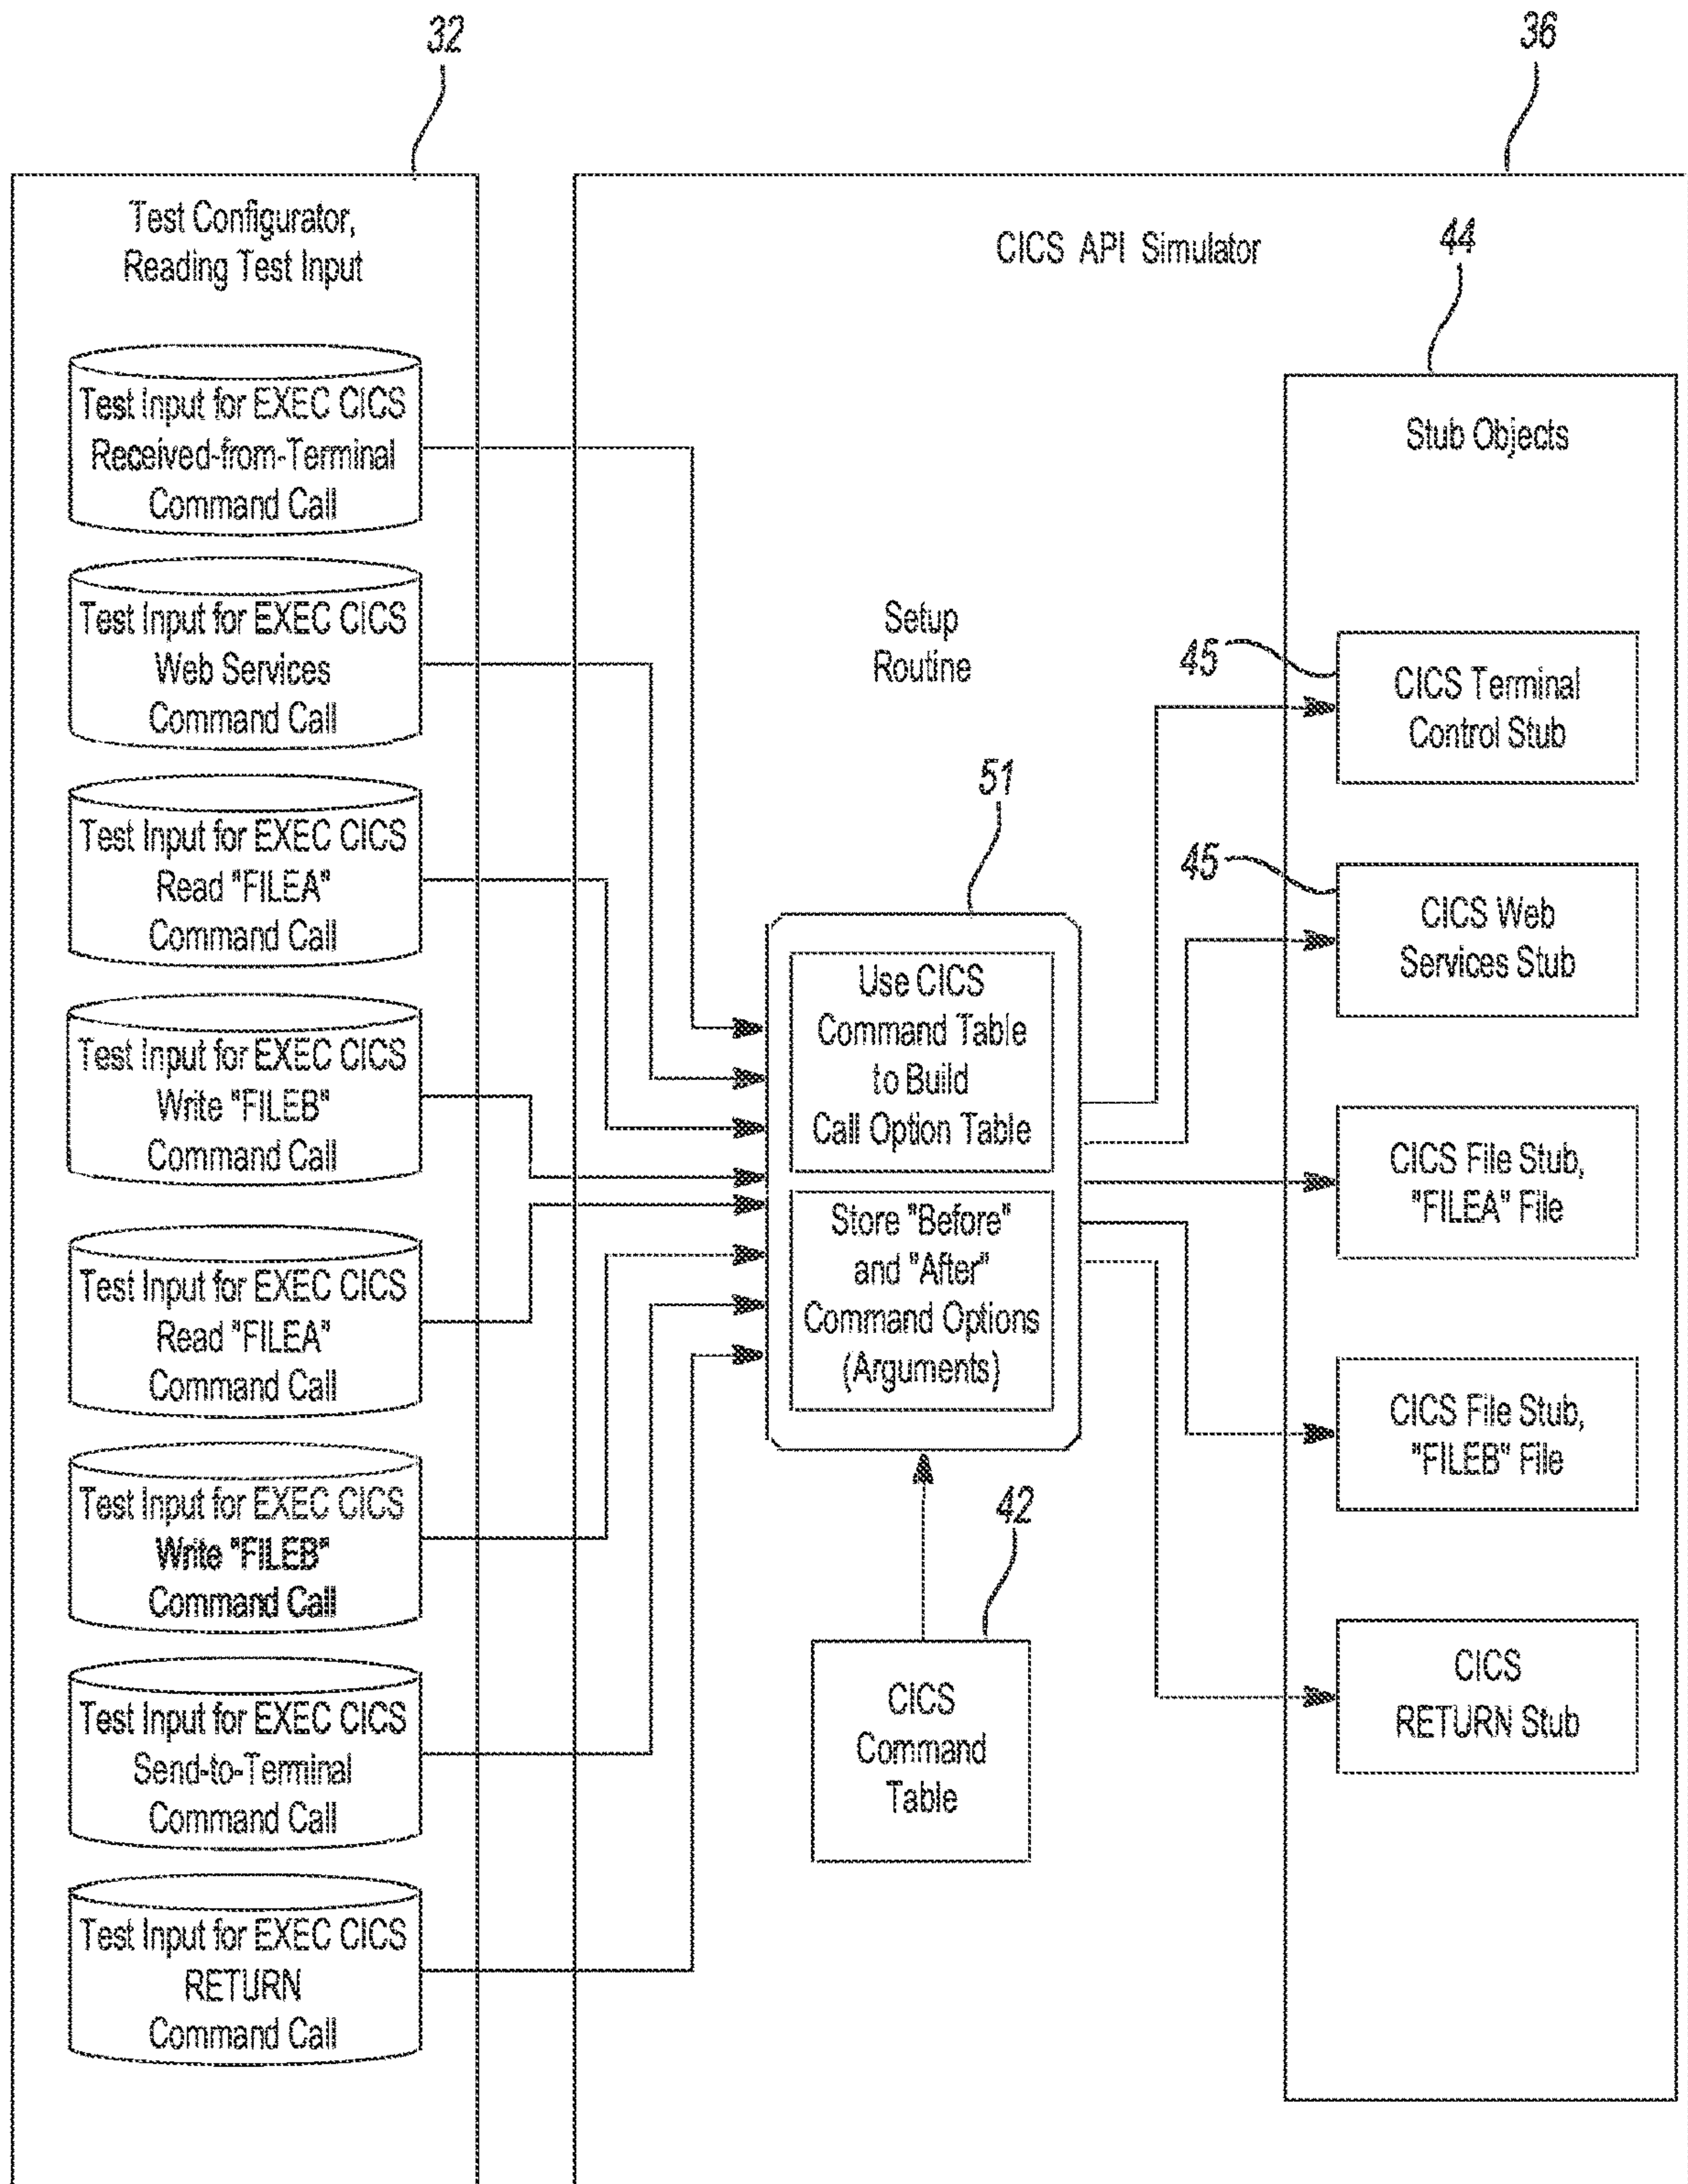 32
36
Test Configurator,
Reading Test Input
CICS API Simulator
44
Stub Objects
Test Input for EXEC CICS
Received-from-Terminal
Command Call
Test Input for EXEC CICS
Web Services
Command Call
Test Input for EXEC CICS
Read "FILEA"
Command Call
Test Input for EXEC CICS
Write "FILEB"
Command Call
Test Input for EXEC CICS
Read "FILEA"
Command Call
Test Input for EXEC CICS
Write "FILEB"
Command Call
Test Input for EXEC CICS
Send-to-Terminal
Command Call
Test Input for EXEC CICS
RETURN
Command Call
Setup
Routine
51
Use CICS
Command Table
to Build
Call Option Table
Store "Before"
and "After"
Command Options
(Arguments)
42
CICS
Command
Table
45
CICS Terminal
Control Stub
45
CICS Web
Services Stub
CICS File Stub,
"FILEA" File
CICS File Stub,
"FILEB" File
CICS
RETURN Stub